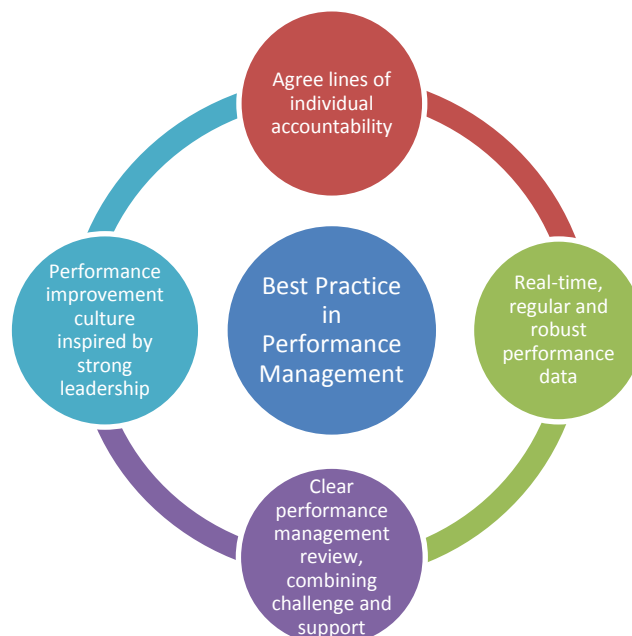 Agree lines of
individual
accountability
Performance
improvement
culture
inspired by
strong
leadership
Best Practice
in
Performance
Management
Real-time,
regular and
robust
performance
data
Clear
performance
management
review,
combining
challenge and
support